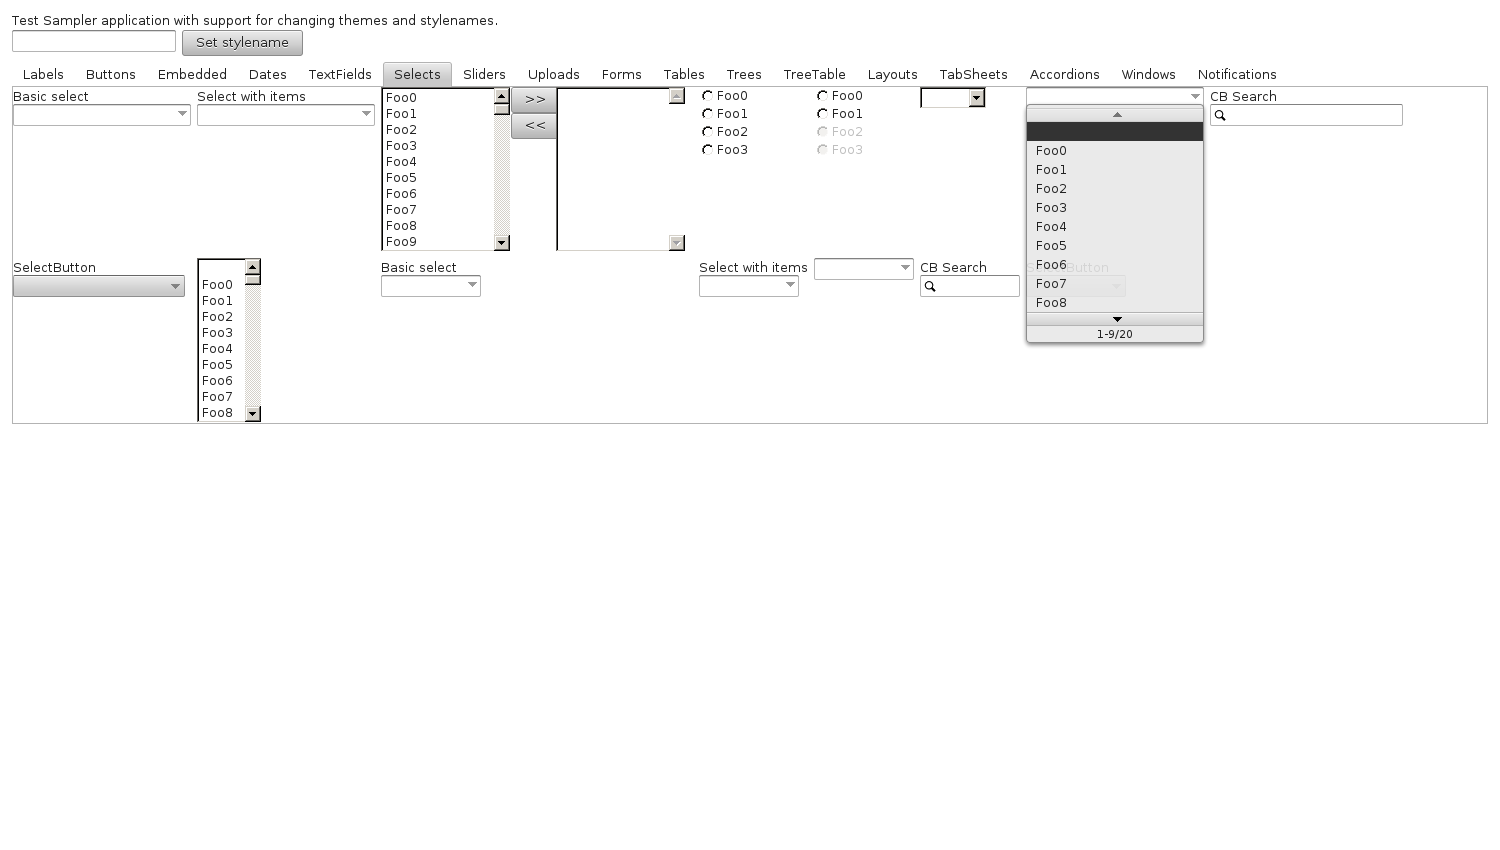 Test Sampler application with support for changing themes and stylenames.
Set stylename
Labels Buttons Embedded Dates TextFields Selects Sliders Uploads Forms Tables Trees TreeTable Layouts TabSheets Accordions Windows Notifications
Basic select
Select with items
Foo0
Foo1
Foo2
Foo3
Foo4
Foo5
Foo6
Foo7
Foo8
Foo9
>>
<<
Foo0
Foo1
Foo2
Foo3
Foo0
Foo1
Foo2
Foo3
Foo0
Foo1
Foo2
Foo3
Foo4
Foo5
Foo6
Foo7
Foo8
1-9/20
CB Search
SelectButton
Foo0
Foo1
Foo2
Foo3
Foo4
Foo5
Foo6
Foo7
Foo8
Basic select
Select with items
CB Search